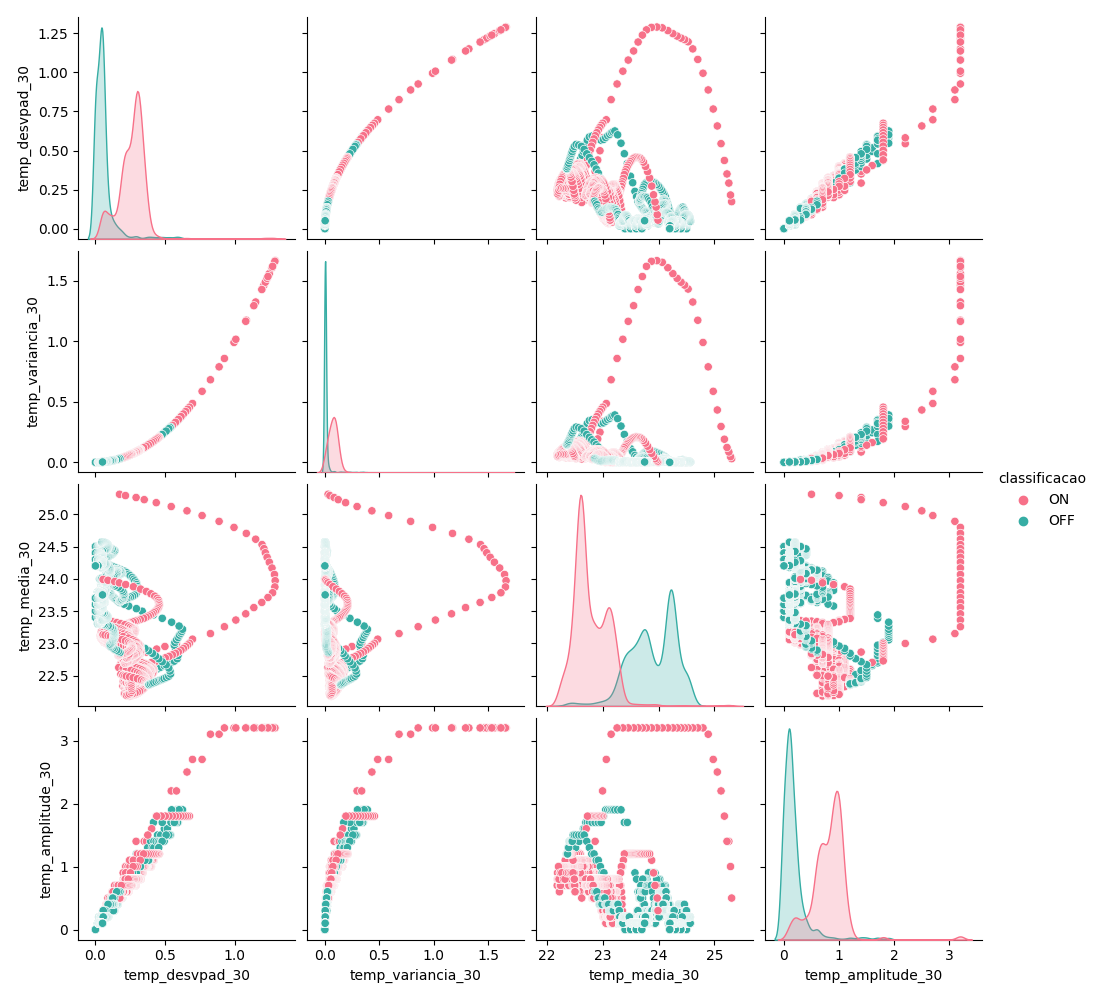 temp_desvpad_30
1.25
1.00
0.75
0.50
0.25
0.00
temp_variancia_30
1.5
1.0
0.5
0.0
temp_media_30
25.0
24.5
24.0
23.5
23.0
22.5
classificacao
ON
OFF
temp_amplitude_30
3
2
1
0
0.0 0.5 1.0
0.0 0.5 1.0 1.5
22 23 24 25
0 1 2 3
temp_desvpad_30
temp_variancia_30
temp_media_30
temp_amplitude_30